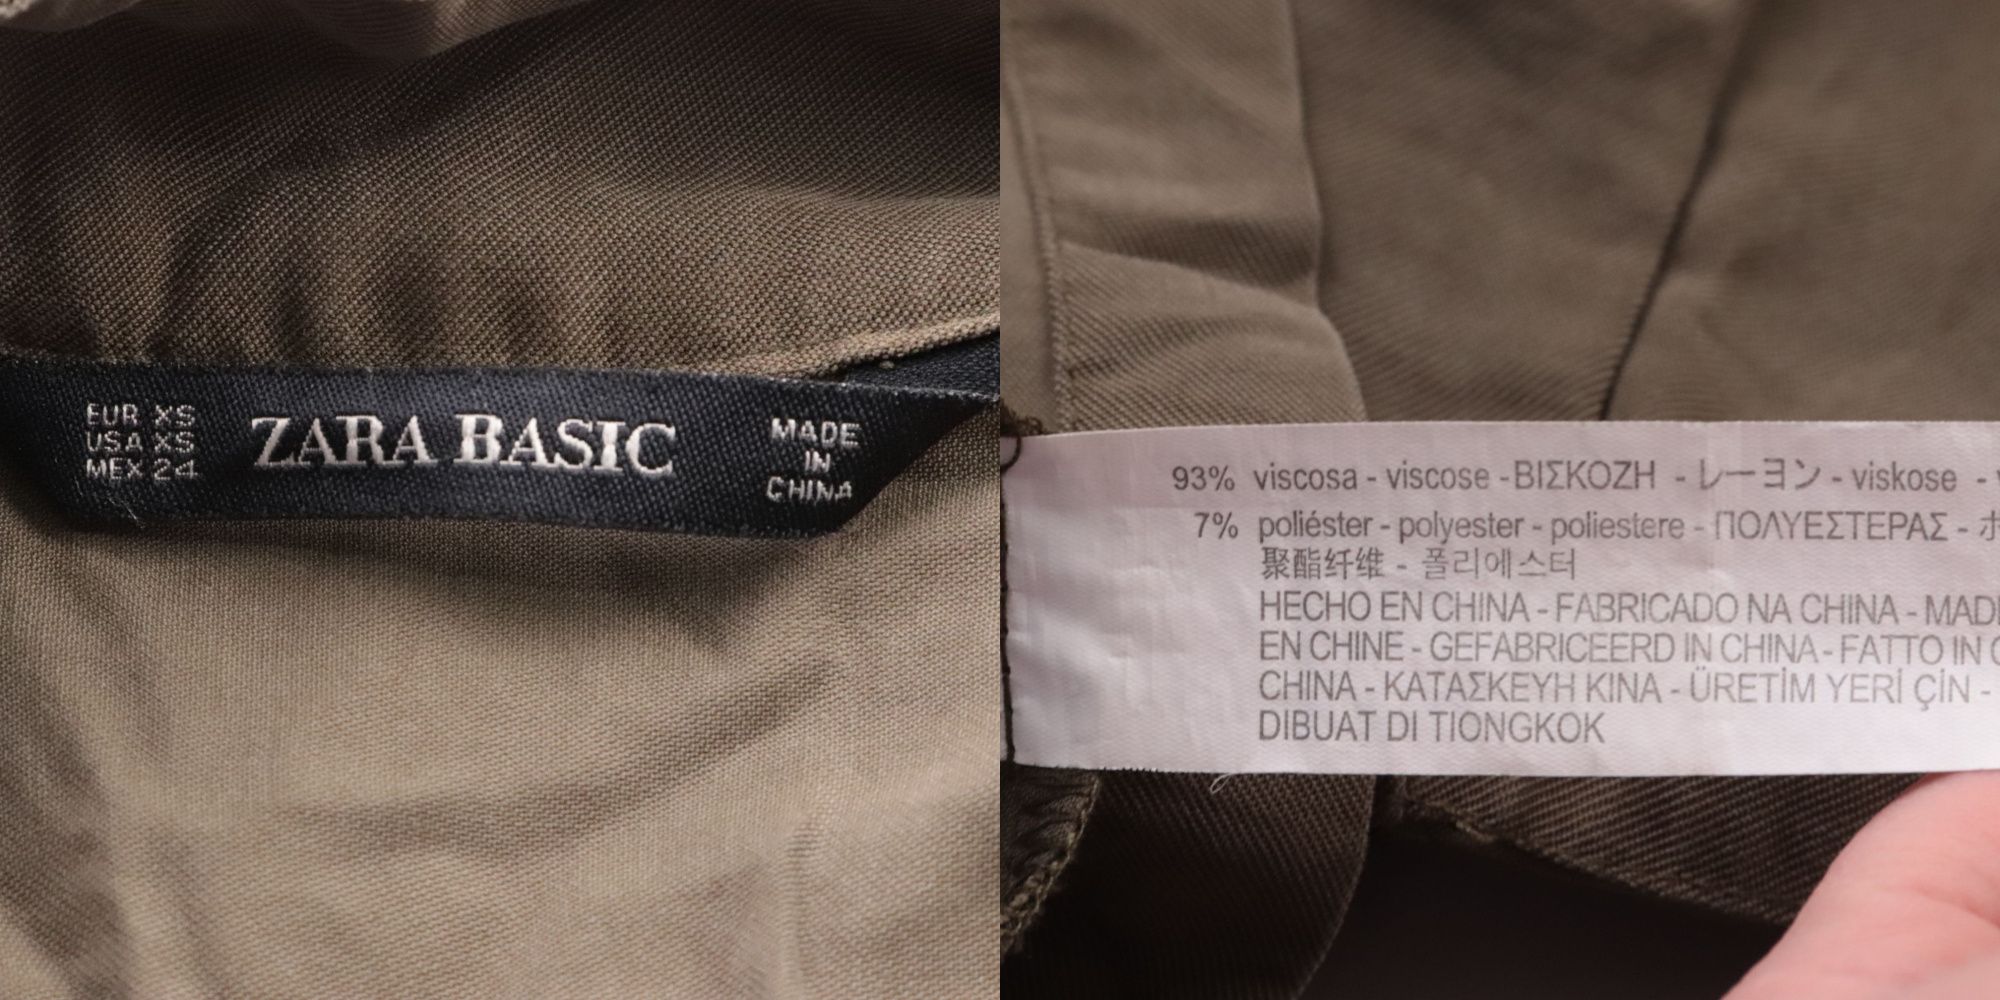 EUR XS
USA XS
MEX 24
ZARA BASIC
MADE
IN
CHINA
93% viscosa - viscose - ΒΙΣΚΟΖΗ - レーヨン - viskose -
7% poliéster - polyester - poliestere - ΠΟΛΥΕΣΤΕΡΑΣ -
聚酯纤维 - 폴리에스터
HECHO EN CHINA - FABRICADO NA CHINA -
EN CHINE - GEFABRICEERD IN CHINA - FATTO IN
CHINA - ΚΑΤΑΣΚΕΥΗ ΚΙΝΑ - ÜRETİM YERİ ÇİN -
DIBUAT DI TIONGKOK